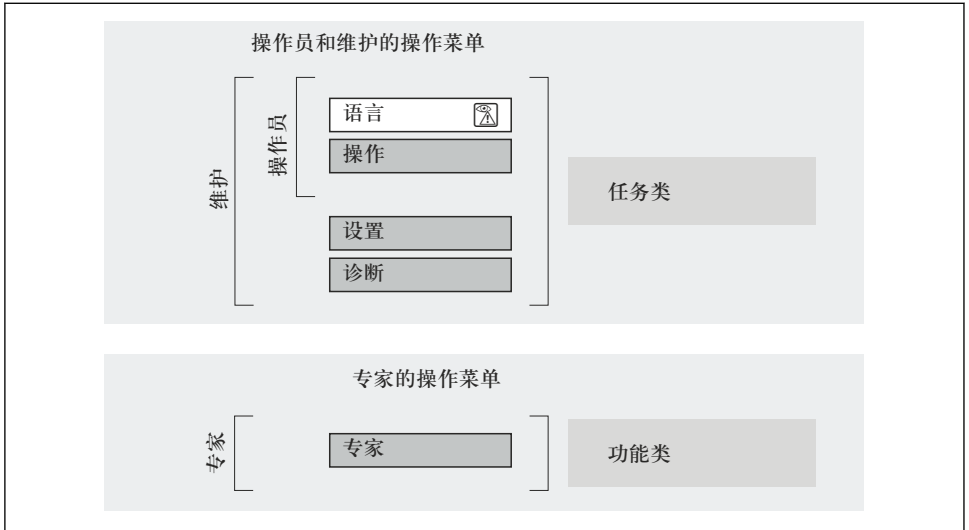 操作员和维护的操作菜单
维护
操作员
语言
操作
设置
诊断
任务类
专家的操作菜单
专家
专家
功能类